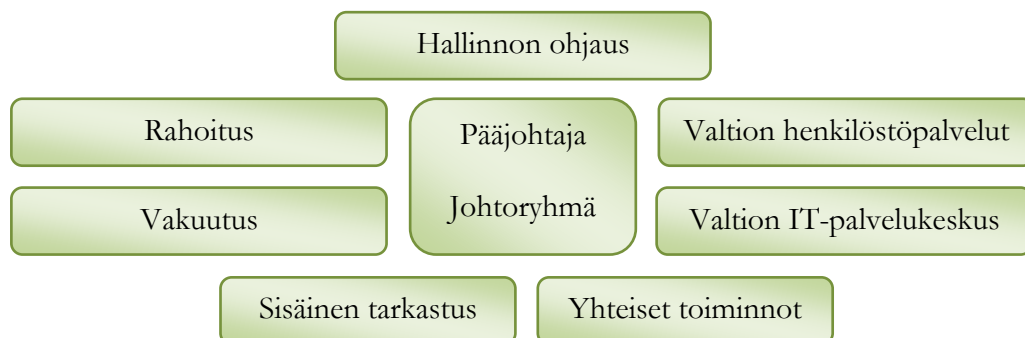 Hallinnon ohjaus
Rahoitus
Pääjohtaja
Valtion henkilöstöpalvelut
Johtoryhmä
Vakuutus
Valtion IT-palvelukeskus
Sisäinen tarkastus
Yhteiset toiminnot